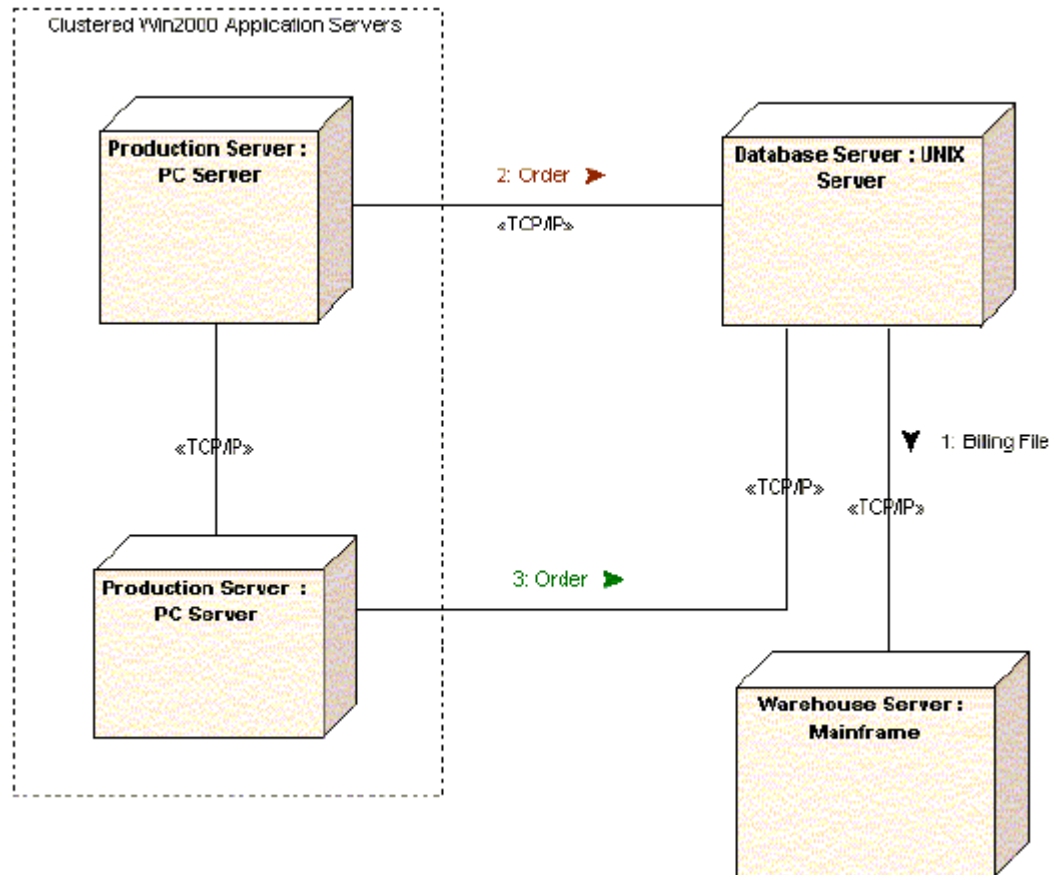 Clustered Win2000 Application Servers
Production Server :
PC Server
2: Order
«TCP/IP»
Database Server : UNIX
Server
«TCP/IP»
1: Billing File
«TCP/IP»
«TCP/IP»
Production Server :
PC Server
3: Order
Warehouse Server :
Mainframe